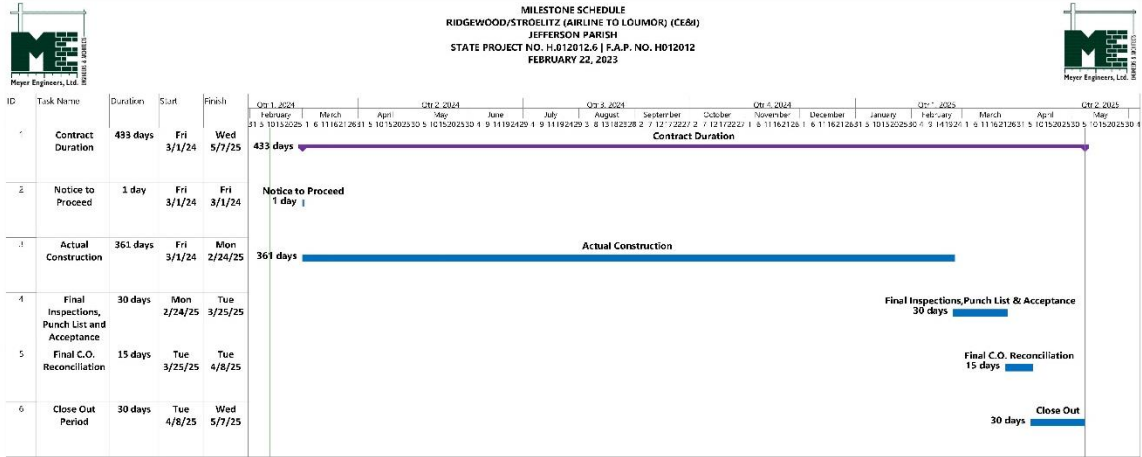 MILESTONE SCHEDULE
RIDGEWOOD/STROELITZ (AIRLINE TO LOUMOR) (CE&I)
JEFFERSON PARISH
STATE PROJECT NO. H.012012.6 | F.A.P. NO. H012012
FEBRUARY 22, 2023
ME
Meyer Engineers, Ltd.
ME
Meyer Engineers, Ltd.
ID Task Name Duration Start Finish
Qtr 1, 2024 Qtr 2, 2024 Qtr 3, 2024 Qtr 4, 2024 Qtr 1, 2025 Qtr 2, 2025
February March April May June July August September October November December January February March April May
1 Contract Duration 433 days Fri 3/1/24 Wed 5/7/25
Contract Duration
433 days
2 Notice to Proceed 1 day Fri 3/1/24 Fri 3/1/24
Notice to Proceed
1 day
3 Actual Construction 361 days Fri 3/1/24 Mon 2/24/25
Actual Construction
361 days
4 Final Inspections, Punch List and Acceptance 30 days Mon 2/24/25 Tue 3/25/25
Final Inspections,Punch List & Acceptance
30 days
5 Final C.O. Reconciliation 15 days Tue 3/25/25 Tue 4/8/25
Final C.O. Reconciliation
15 days
6 Close Out Period 30 days Tue 4/8/25 Wed 5/7/25
Close Out
30 days